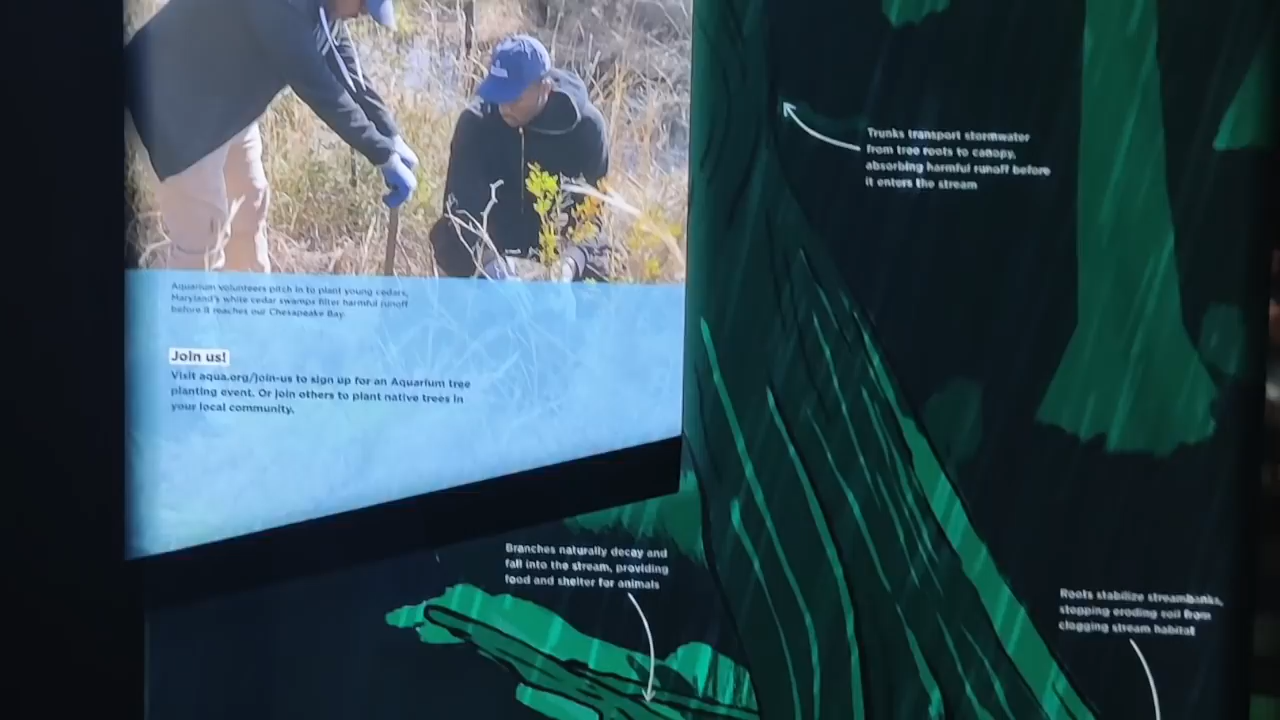 Aquarium volunteers pitch in to plant young cedars.
Maryland's white cedar swamps filter harmful runoff
before it reaches our Chesapeake Bay.
Join us!
Visit aqua.org/join-us to sign up for an Aquarium tree
planting event. Or join others to plant native trees in
your local community.
Trunks transport stormwater
from tree roots to canopy,
absorbing harmful runoff before
it enters the stream
Branches naturally decay and
fall into the stream, providing
food and shelter for animals
Roots stabilize streambanks,
stopping eroding soil from
clogging stream habitat